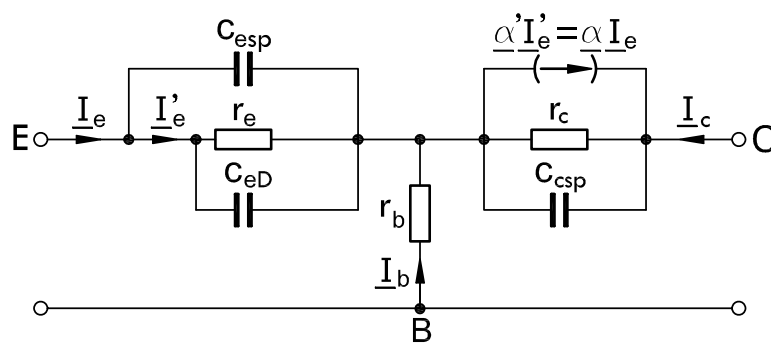 c_esp
α'I'_e=αI_e
I_e
I'_e
r_e
r_c
I_c
E
C
c_eD
c_csp
r_b
I_b
B